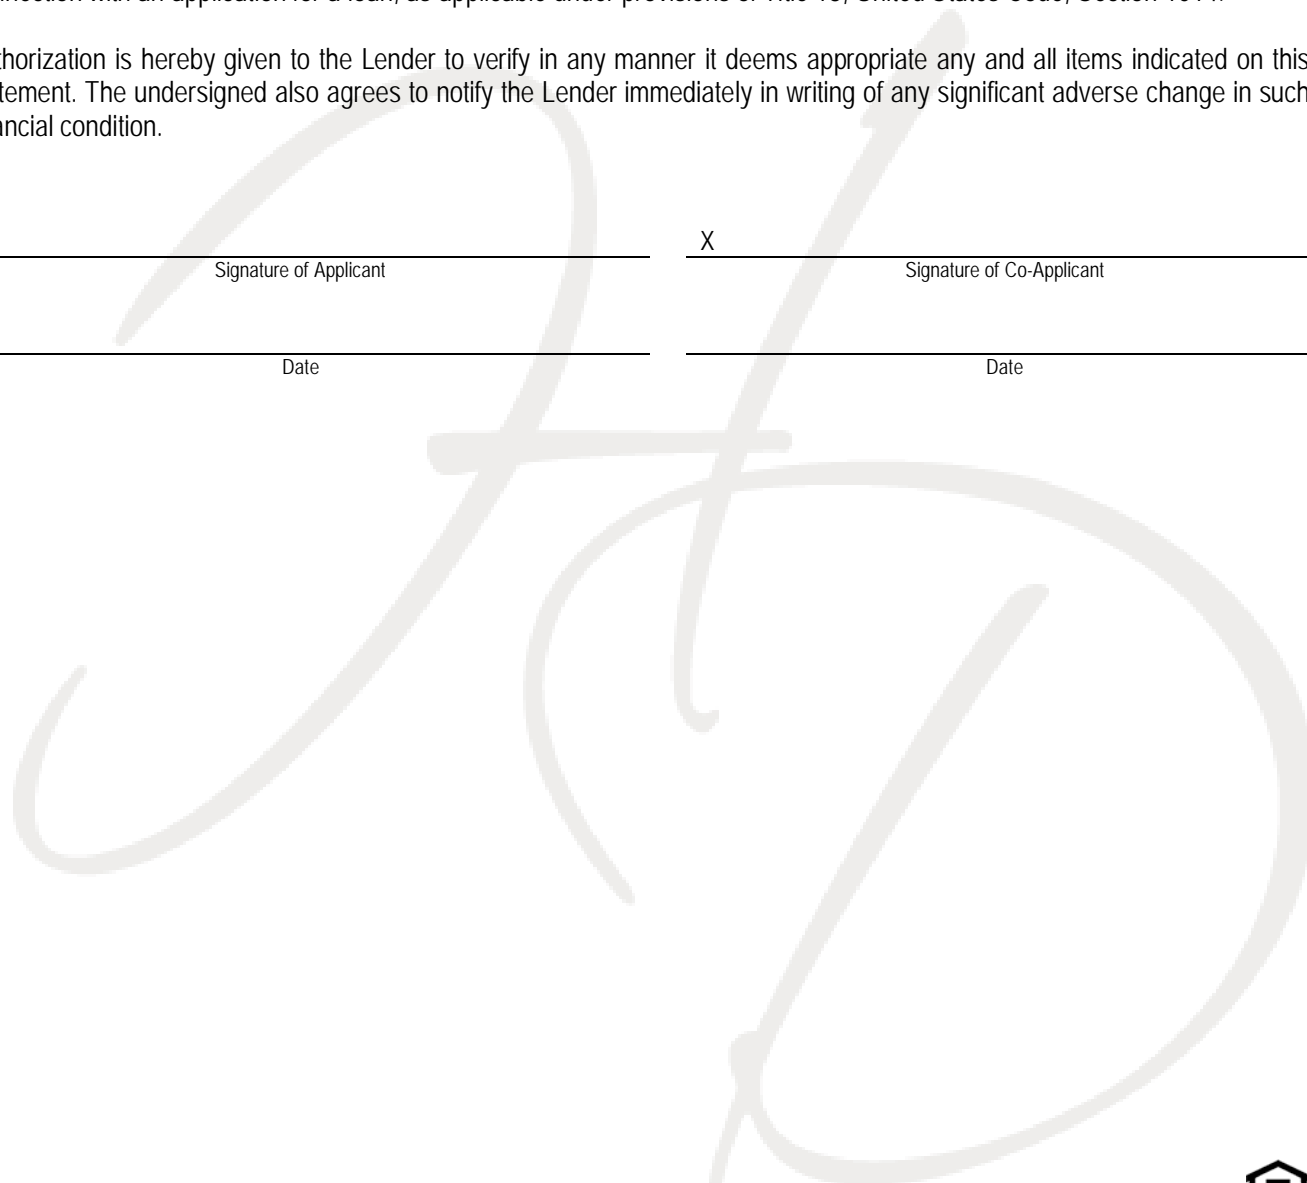 thorization is hereby given to the Lender to verify in any manner it deems appropriate any and all items indicated on this
tement. The undersigned also agrees to notify the Lender immediately in writing of any significant adverse change in such
ancial condition.
X
Signature of Applicant Signature of Co-Applicant
Date Date
HD